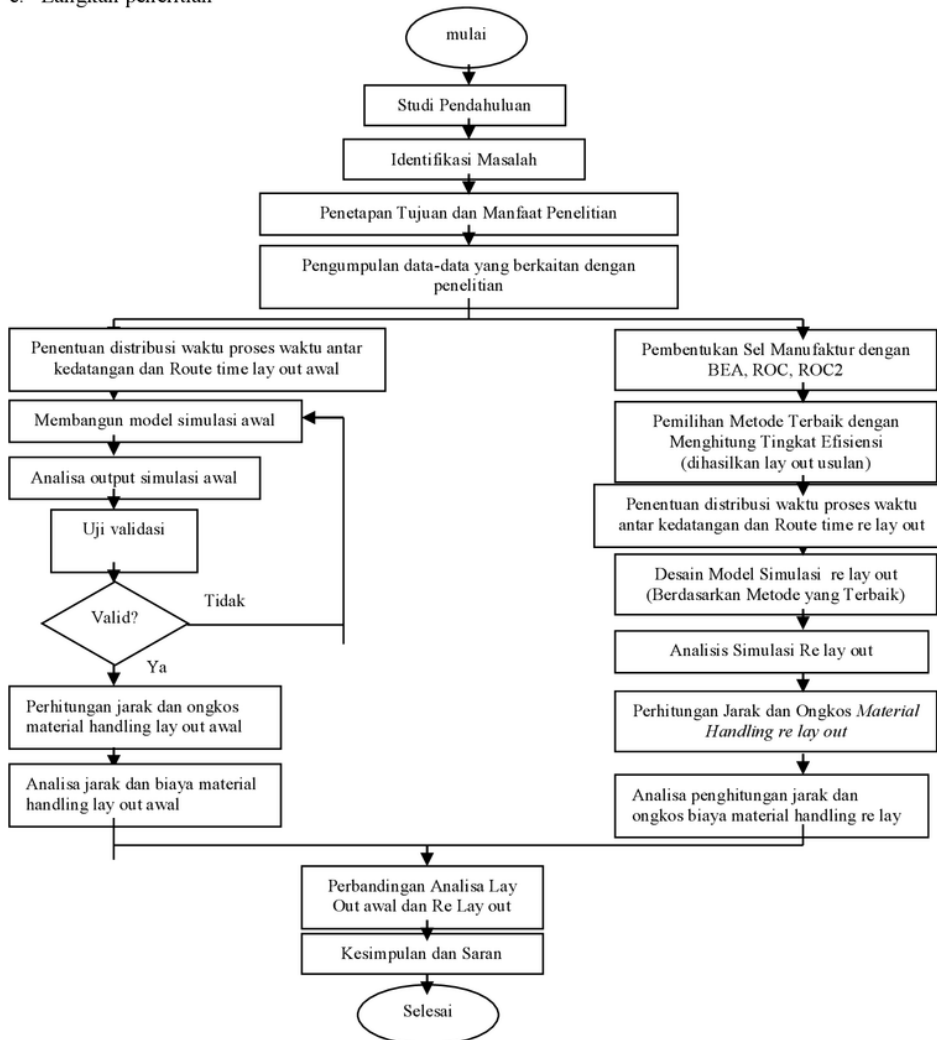 c. Langkah penelitian
mulai
Studi Pendahuluan
Identifikasi Masalah
Penetapan Tujuan dan Manfaat Penelitian
Pengumpulan data-data yang berkaitan dengan
penelitian
Penentuan distribusi waktu proses waktu antar
kedatangan dan Route time lay out awal
Membangun model simulasi awal
Analisa output simulasi awal
Uji validasi
Valid?
Tidak
Ya
Perhitungan jarak dan ongkos
material handling lay out awal
Analisa jarak dan biaya material
handling lay out awal
Pembentukan Sel Manufaktur dengan
BEA, ROC, ROC2
Pemilihan Metode Terbaik dengan
Menghitung Tingkat Efisiensi
(dihasilkan lay out usulan)
Penentuan distribusi waktu proses waktu
antar kedatangan dan Route time re lay out
Desain Model Simulasi re lay out
(Berdasarkan Metode yang Terbaik)
Analisis Simulasi Re lay out
Perhitungan Jarak dan Ongkos Material
Handling re lay out
Analisa penghitungan jarak dan
ongkos biaya material handling re lay
Perbandingan Analisa Lay
Out awal dan Re Lay out
Kesimpulan dan Saran
Selesai